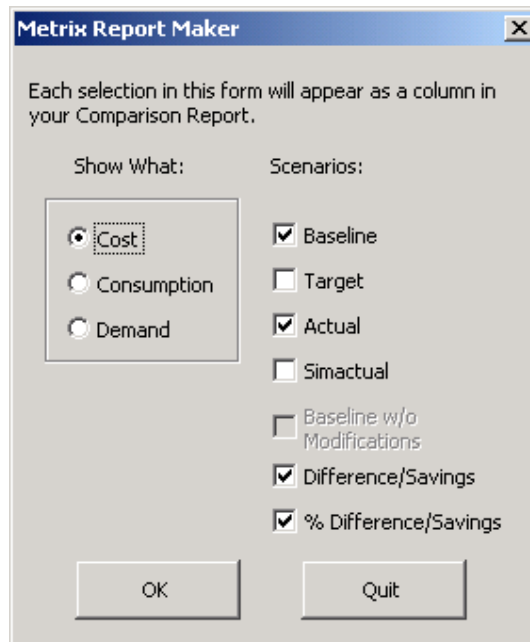 Metrix Report Maker
Each selection in this form will appear as a column in
your Comparison Report.
Show What:
Scenarios:
Cost
Consumption
Demand
Baseline
Target
Actual
Simactual
Baseline w/o
Modifications
Difference/Savings
% Difference/Savings
OK
Quit